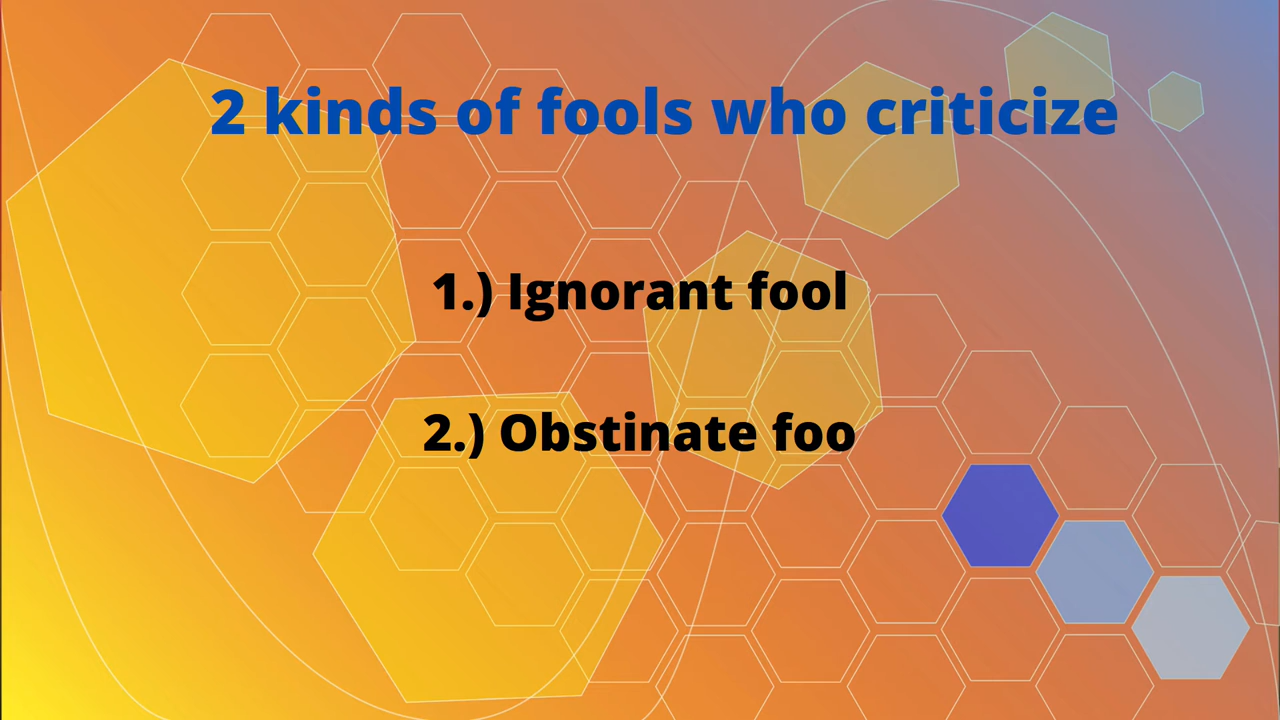 2 kinds of fools who criticize
1.) Ignorant fool
2.) Obstinate foo